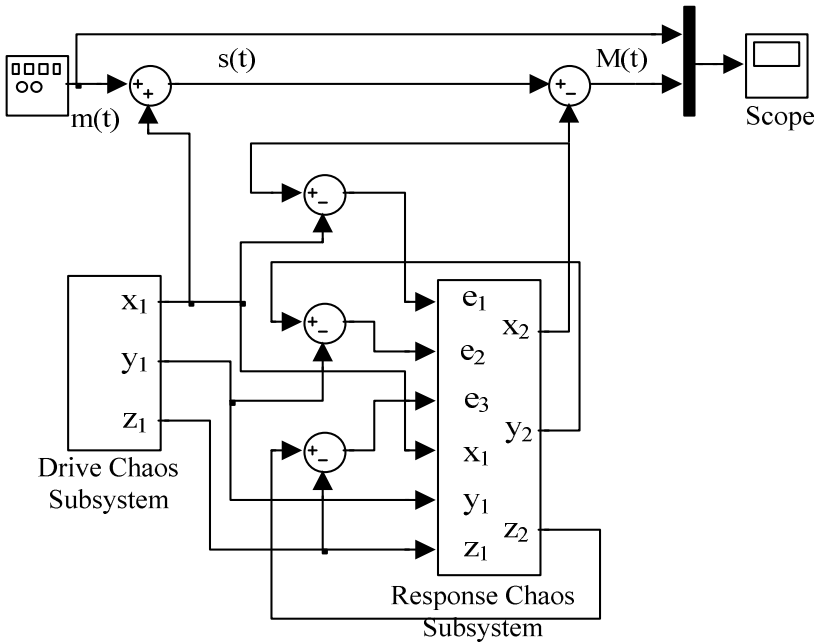 s(t)
M(t)
m(t)
Scope
x₁
y₁
z₁
Drive Chaos
Subsystem
e₁
e₂
e₃
x₁
y₁
z₁
x₂
y₂
z₂
Response Chaos
Subsystem